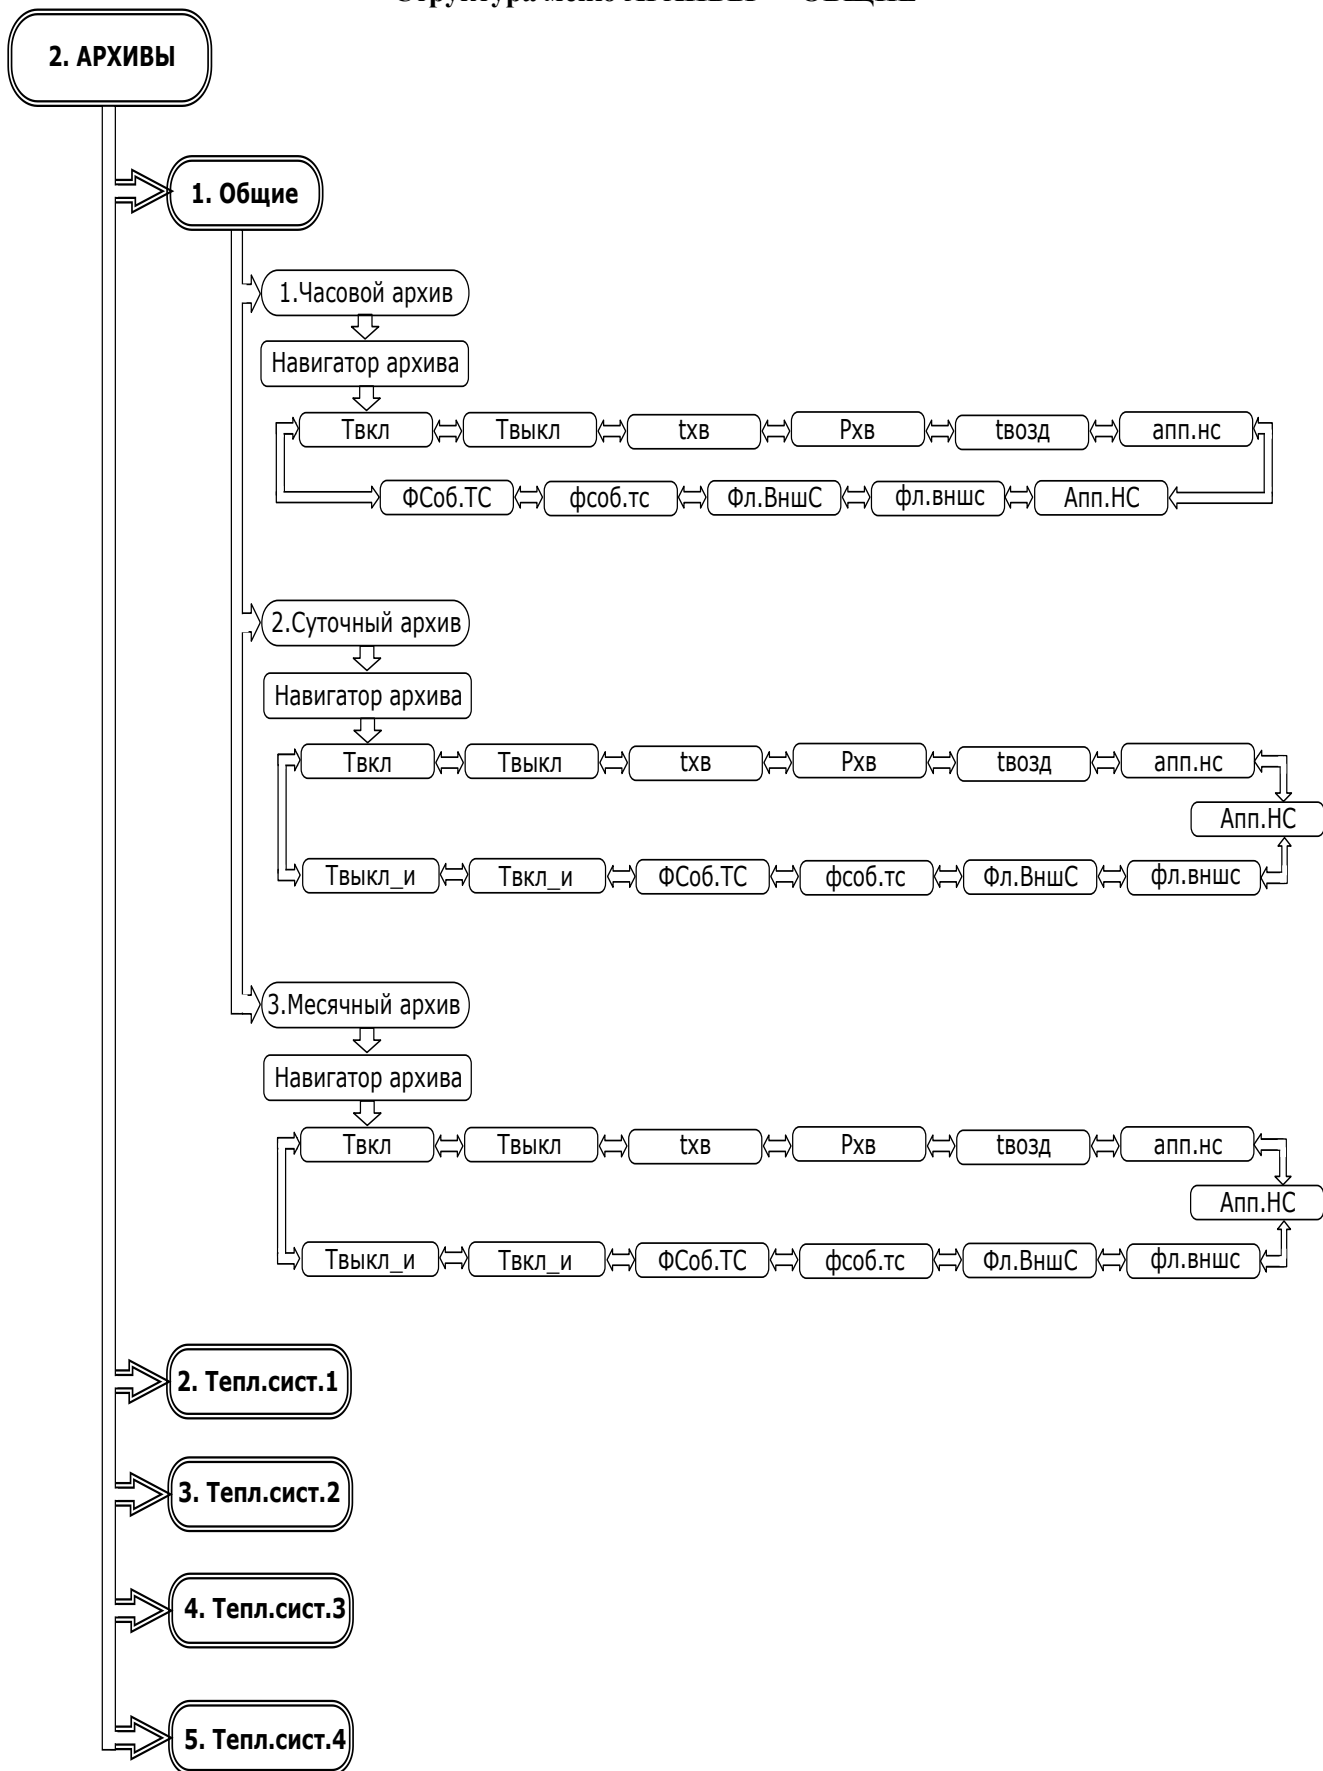 2. АРХИВЫ
1. Общие
1.Часовой архив
Навигатор архива
Твкл Твыкл tхв Рхв tвозд апп.нс
ФСоб.ТС фсоб.тс Фл.ВншС фл.вншс Апп.НС
2.Суточный архив
Навигатор архива
Твкл Твыкл tхв Рхв tвозд апп.нс
Апп.НС
Твыкл_и Твкл_и ФСоб.ТС фсоб.тс Фл.ВншС фл.вншс
3.Месячный архив
Навигатор архива
Твкл Твыкл tхв Рхв tвозд апп.нс
Апп.НС
Твыкл_и Твкл_и ФСоб.ТС фсоб.тс Фл.ВншС фл.вншс
2. Тепл.сист.1
3. Тепл.сист.2
4. Тепл.сист.3
5. Тепл.сист.4